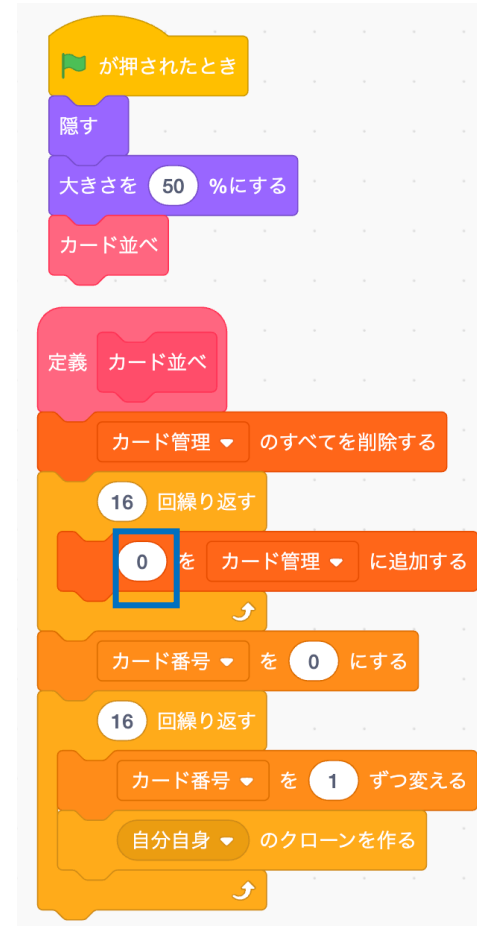 が押されたとき
隠す
大きさを 50 %にする
カード並べ
定義 カード並べ
カード管理 のすべてを削除する
16 回繰り返す
0 を カード管理 に追加する
カード番号 を 0 にする
16 回繰り返す
カード番号 を 1 ずつ変える
自分自身 のクローンを作る